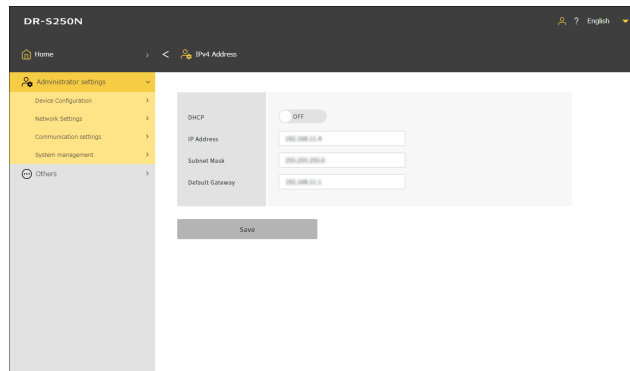 DR-S250N
? English
Home
IPv4 Address
Administrator settings
Device Configuration
Network Settings
Communication settings
System management
Others
DHCP OFF
IP Address
Subnet Mask
Default Gateway
Save